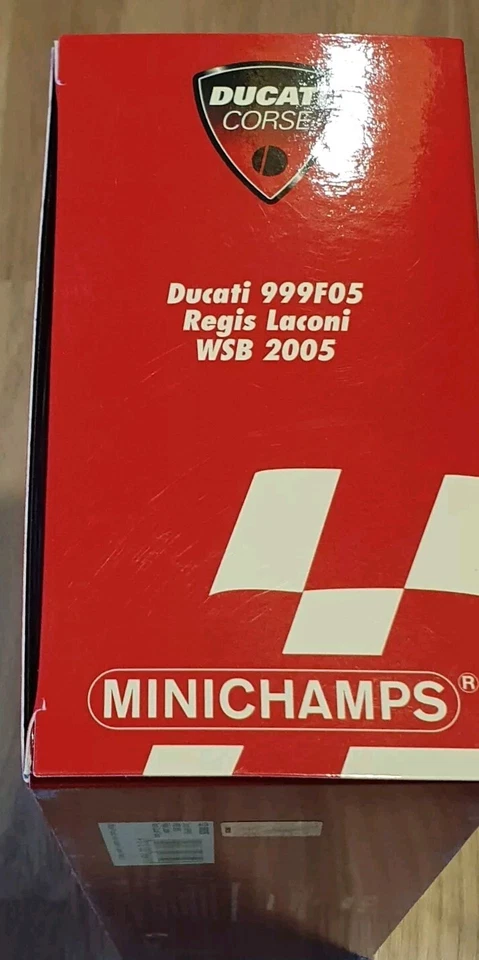 DUCATI
CORSE
Ducati 999F05
Regis Laconi
WSB 2005
MINICHAMPS®